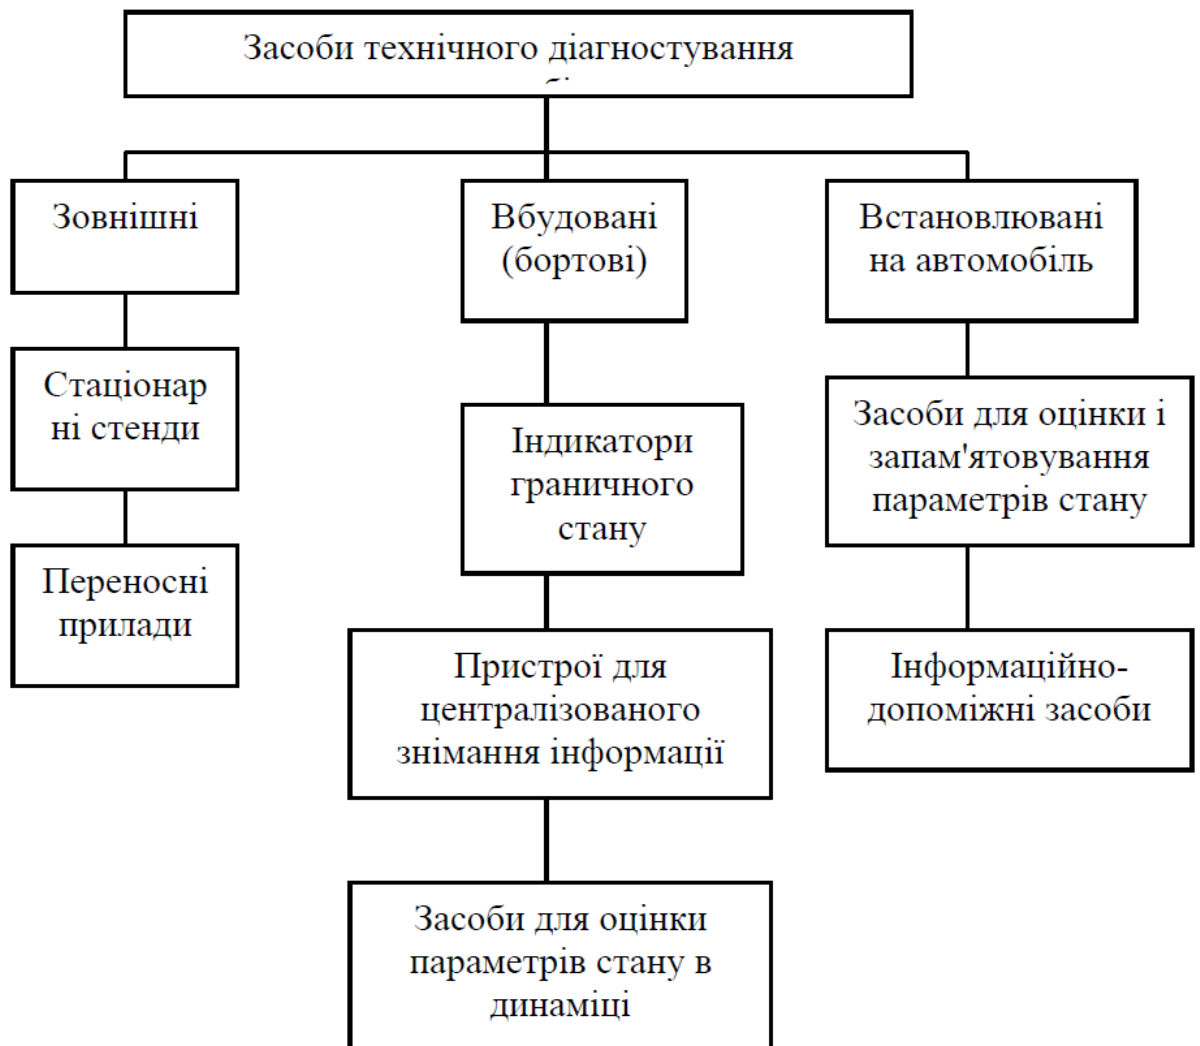 Засоби технічного діагностування
Зовнішні
Вбудовані
(бортові)
Встановлювані
на автомобіль
Стаціонар
ні стенди
Індикатори
граничного
стану
Засоби для оцінки і
запам'ятовування
параметрів стану
Переносні
прилади
Пристрої для
централізованого
знімання інформації
Інформаційно-
допоміжні засоби
Засоби для оцінки
параметрів стану в
динаміці